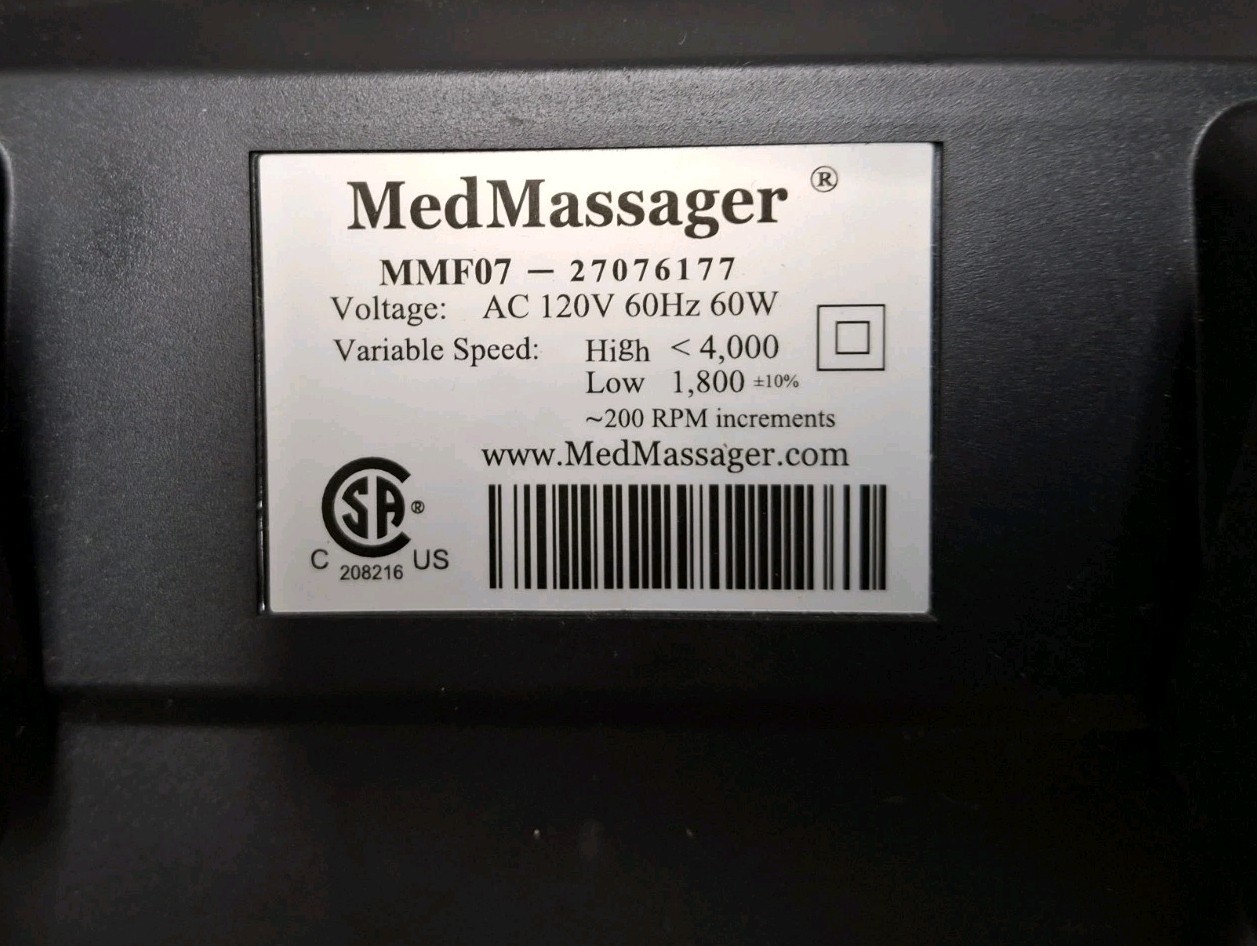 MedMassager ®
MMF07 – 27076177
Voltage: AC 120V 60Hz 60W
Variable Speed: High < 4,000
Low 1,800 ±10%
~200 RPM increments
www.MedMassager.com
CSA ®
C 208216 US